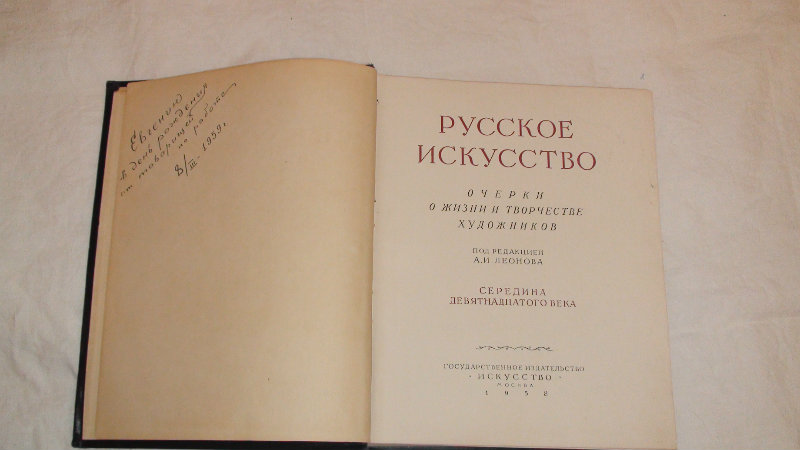 Евгению
в день рождения
от товарищей
по работе
8/III - 1959 г.
РУССКОЕ
ИСКУССТВО
ОЧЕРКИ
О ЖИЗНИ И ТВОРЧЕСТВЕ
ХУДОЖНИКОВ
ПОД РЕДАКЦИЕЙ
А.И ЛЕОНОВА
СЕРЕДИНА
ДЕВЯТНАДЦАТОГО ВЕКА
ГОСУДАРСТВЕННОЕ ИЗДАТЕЛЬСТВО
· ИСКУССТВО ·
МОСКВА
1958